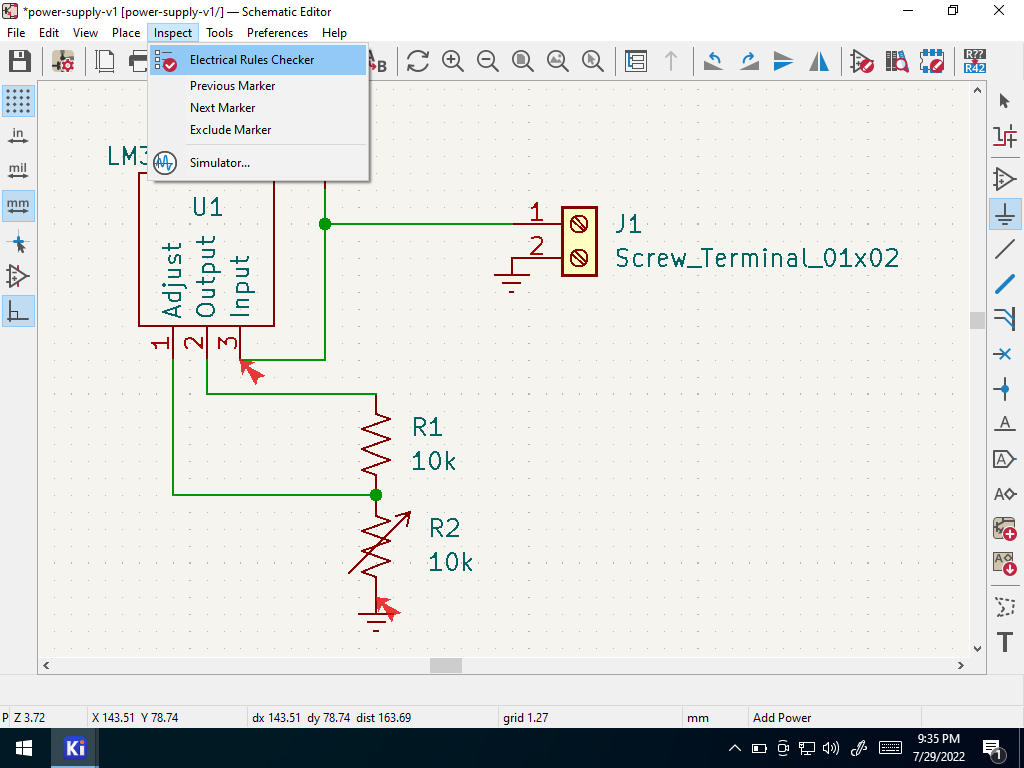 *power-supply-v1 [power-supply-v1/] — Schematic Editor
File Edit View Place Inspect Tools Preferences Help
Electrical Rules Checker
Previous Marker
Next Marker
Exclude Marker
Simulator...
R??
R42
in
mil
mm
LM3
U1
Adjust
Output
Input
1
2
3
1
2
J1
Screw_Terminal_01x02
R1
10k
R2
10k
A
A
A
A
T
P Z 3.72 X 143.51 Y 78.74 dx 143.51 dy 78.74 dist 163.69 grid 1.27 mm Add Power
Ki
9:35 PM
7/29/2022
1